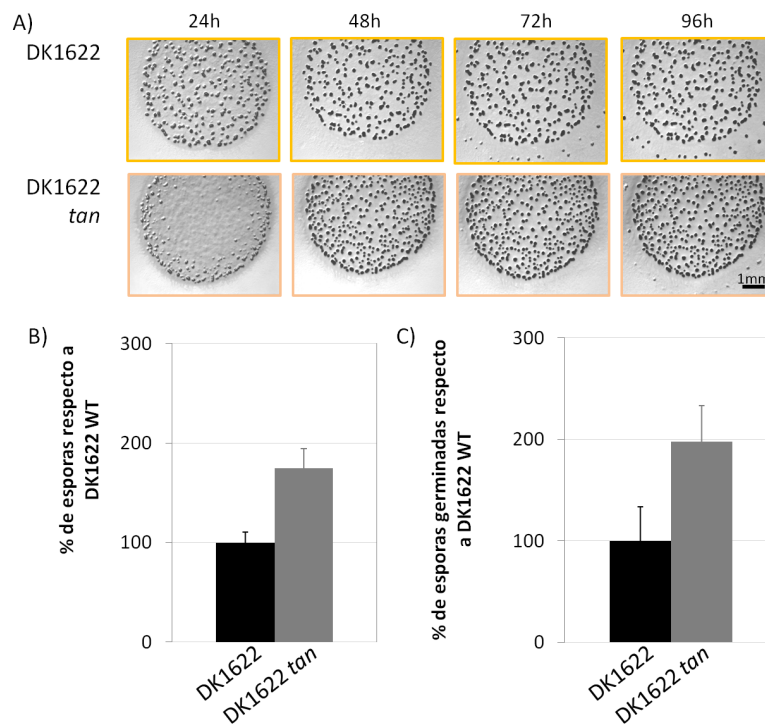 A)
24h 48h 72h 96h
DK1622
DK1622
tan
1mm
B)
% de esporas respecto a
DK1622 WT
300
200
100
0
DK1622
DK1622 tan
C)
% de esporas germinadas respecto
a DK1622 WT
300
200
100
0
DK1622
DK1622 tan